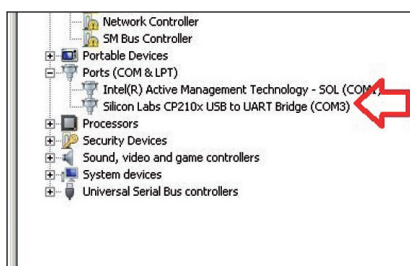 Network Controller
SM Bus Controller
Portable Devices
Ports (COM & LPT)
Intel(R) Active Management Technology - SOL (COM1)
Silicon Labs CP210x USB to UART Bridge (COM3)
Processors
Security Devices
Sound, video and game controllers
System devices
Universal Serial Bus controllers